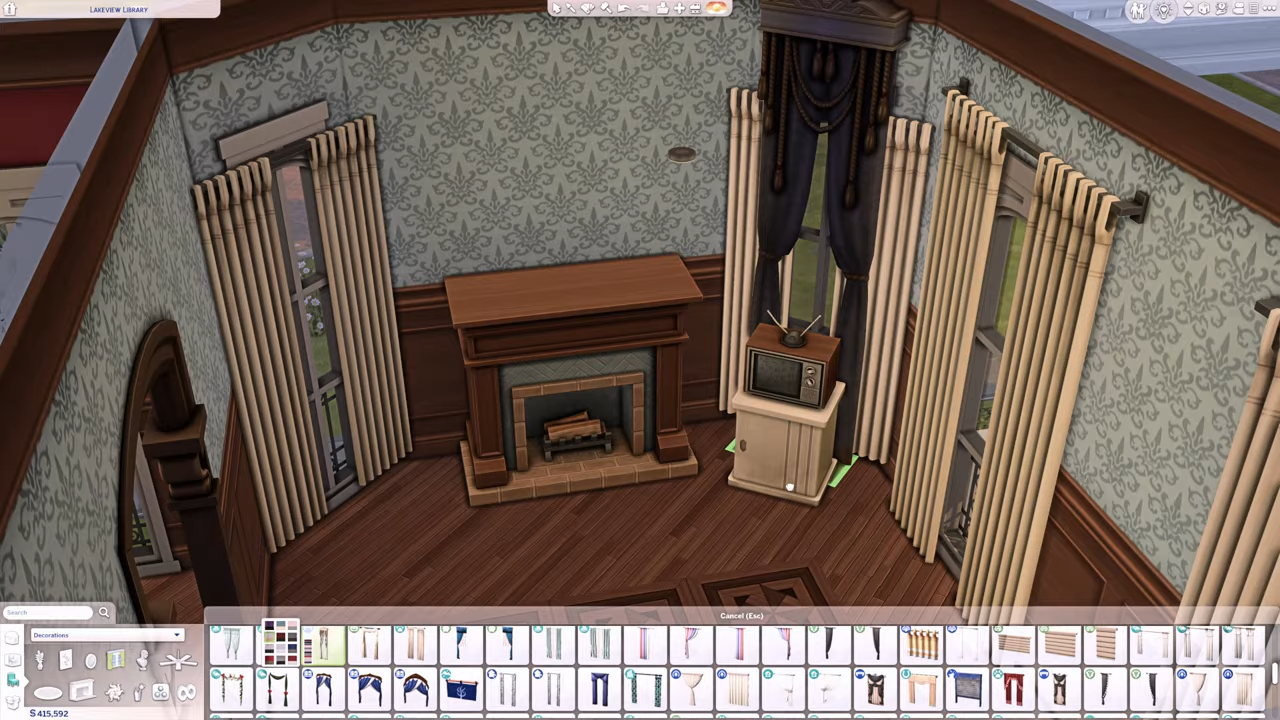 LAKEVIEW LIBRARY
Cancel (Esc)
Search
Decorations
§415,592